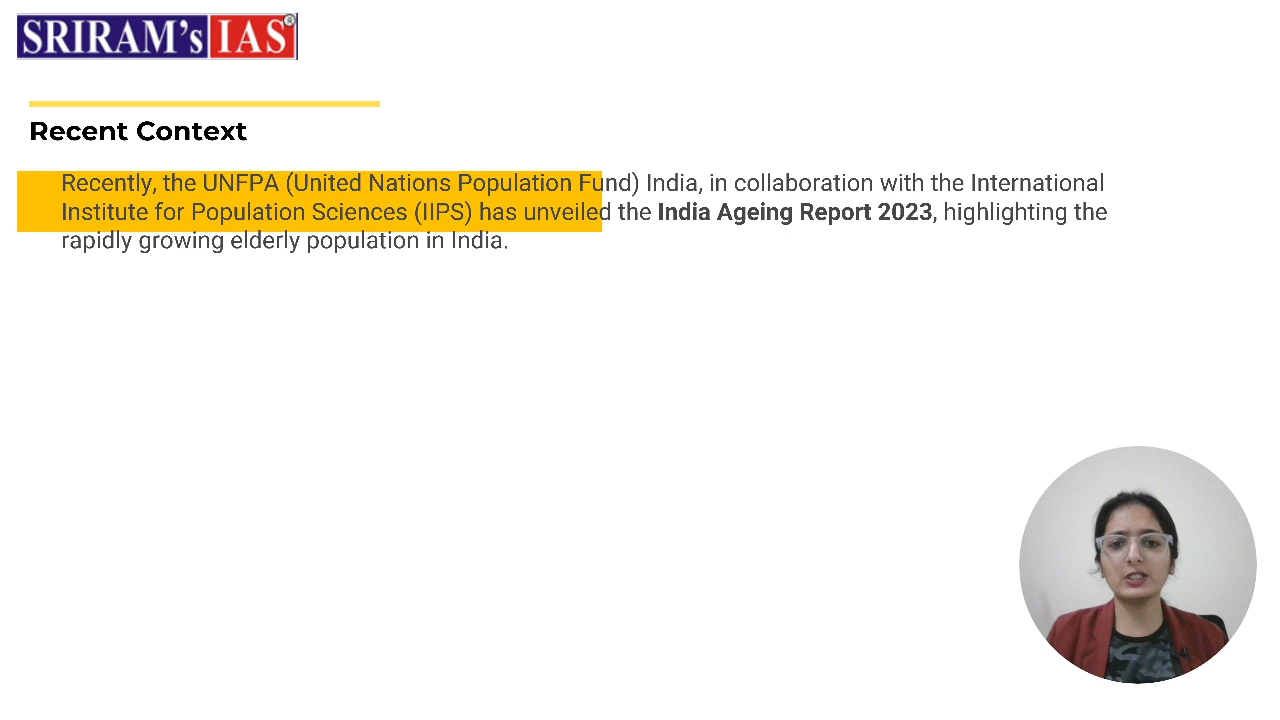 SRIRAM's IAS®
Recent Context
Recently, the UNFPA (United Nations Population Fund) India, in collaboration with the International
Institute for Population Sciences (IIPS) has unveiled the India Ageing Report 2023, highlighting the
rapidly growing elderly population in India.